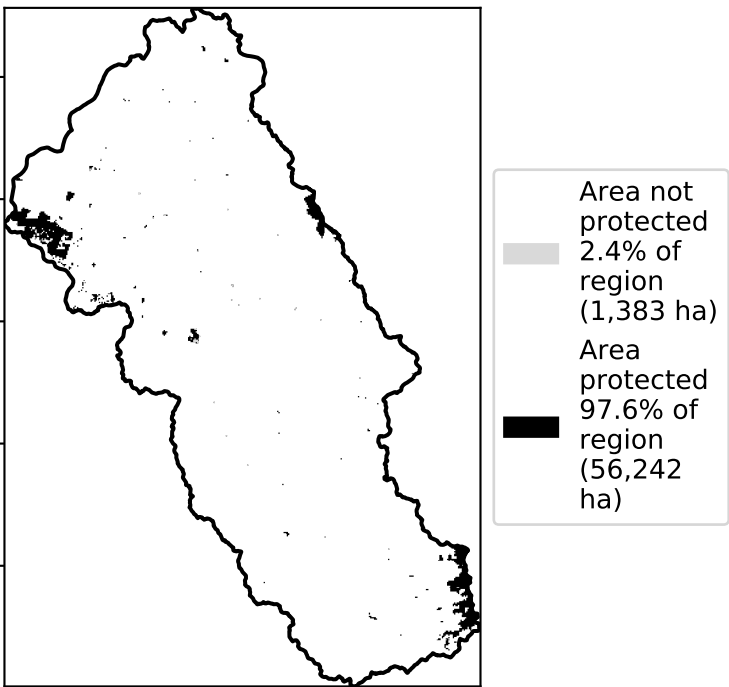 Area not
protected
2.4% of
region
(1,383 ha)
Area
protected
97.6% of
region
(56,242
ha)